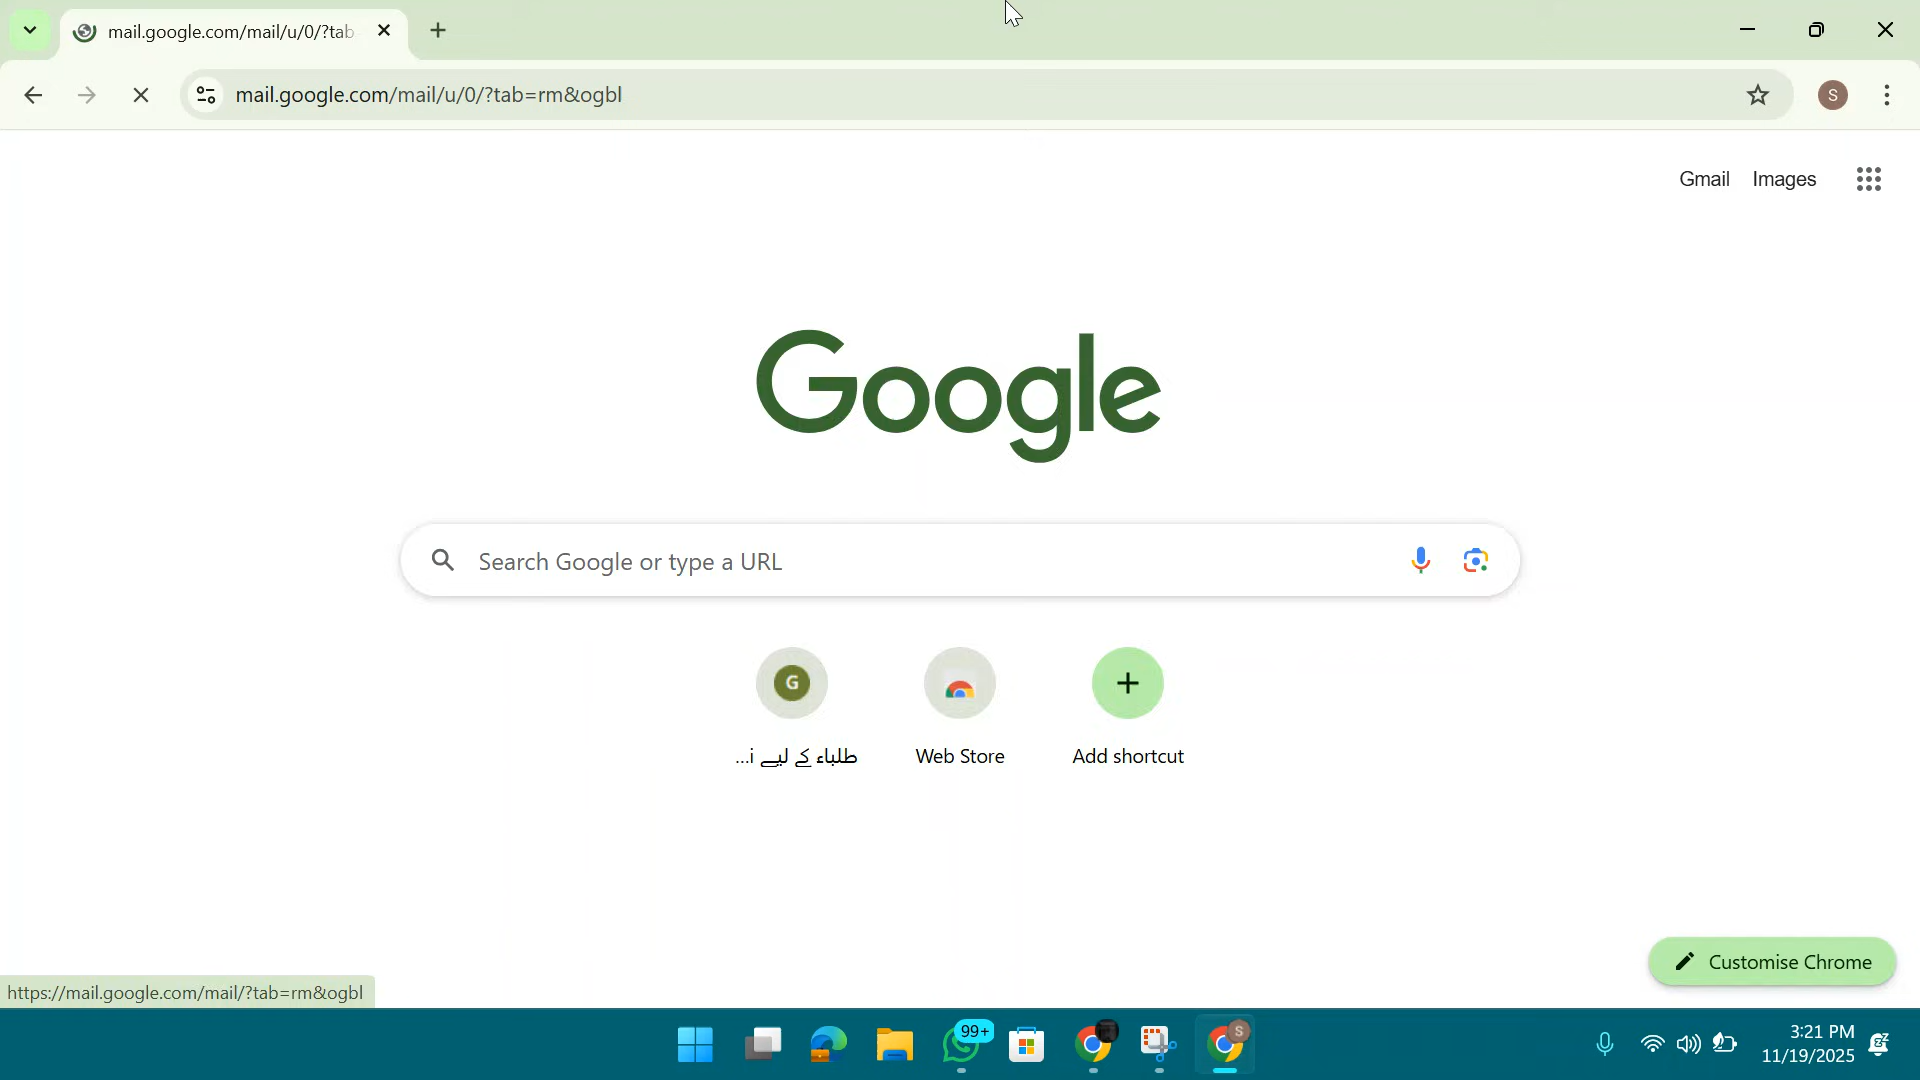 mail.google.com/mail/u/0/?tab
mail.google.com/mail/u/0/?tab=rm&ogbl
S
Gmail Images
Google
Search Google or type a URL
G
طلباء کے لیے i...
Web Store
Add shortcut
Customise Chrome
https://mail.google.com/mail/?tab=rm&ogbl
99+
S
3:21 PM
11/19/2025